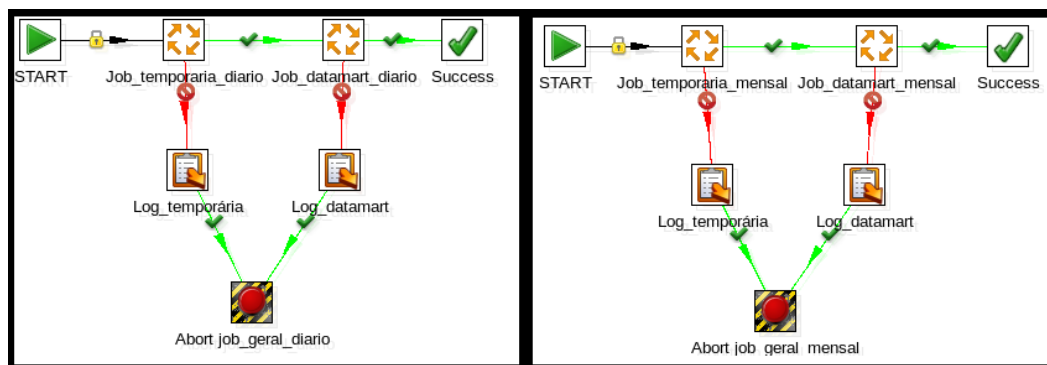 START
Job_temporaria_diario
Job_datamart_diario
Success
Log_temporária
Log_datamart
Abort job_geral_diario
START
Job_temporaria_mensal
Job_datamart_mensal
Success
Log_temporária
Log_datamart
Abort job_geral_mensal